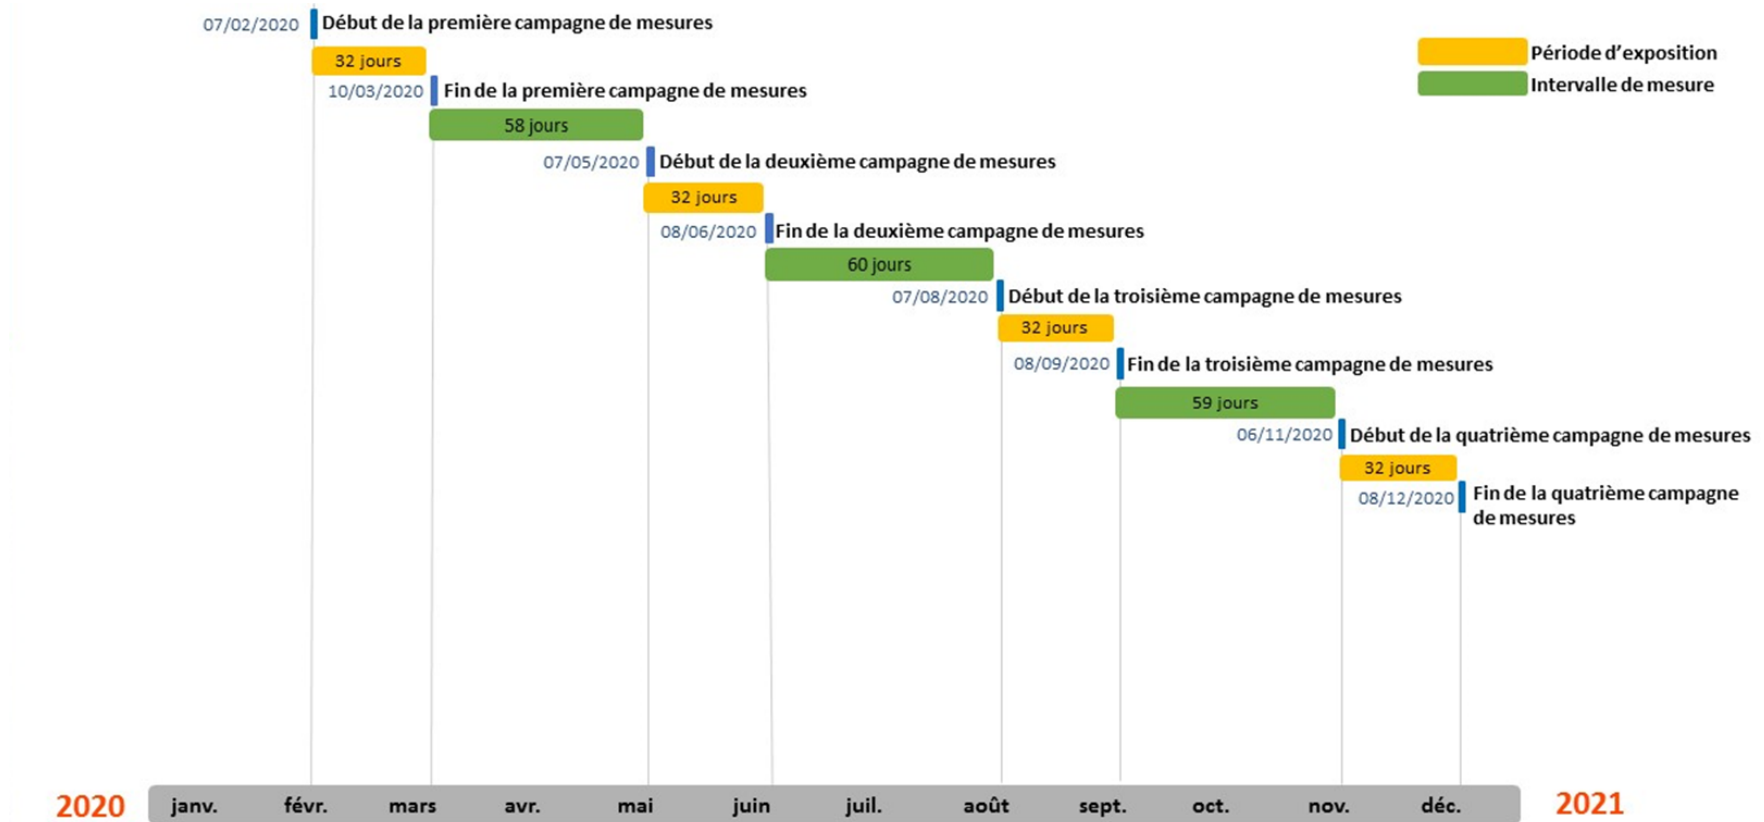 07/02/2020 Début de la première campagne de mesures
32 jours
Période d'exposition
10/03/2020 Fin de la première campagne de mesures
Intervalle de mesure
58 jours
07/05/2020 Début de la deuxième campagne de mesures
32 jours
08/06/2020 Fin de la deuxième campagne de mesures
60 jours
07/08/2020 Début de la troisième campagne de mesures
32 jours
08/09/2020 Fin de la troisième campagne de mesures
59 jours
06/11/2020 Début de la quatrième campagne de mesures
32 jours
08/12/2020 Fin de la quatrième campagne
de mesures
2020 janv. févr. mars avr. mai juin juil. août sept. oct. nov. déc. 2021